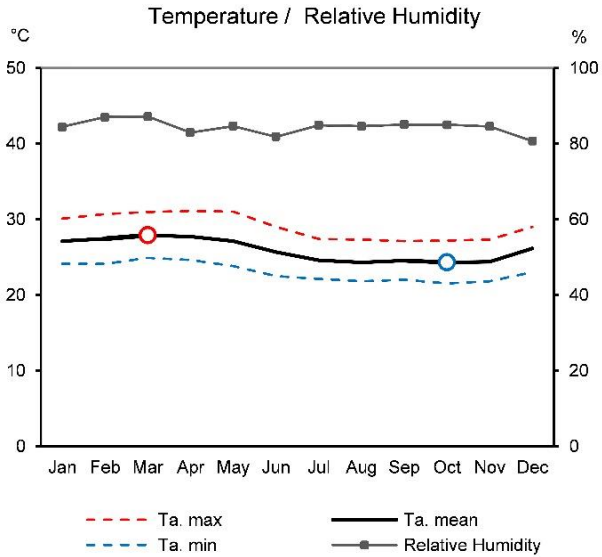 Temperature / Relative Humidity
°C %
50 100
40 80
30 60
20 40
10 20
0 0
Jan Feb Mar Apr May Jun Jul Aug Sep Oct Nov Dec
Ta. max Ta. mean
Ta. min Relative Humidity